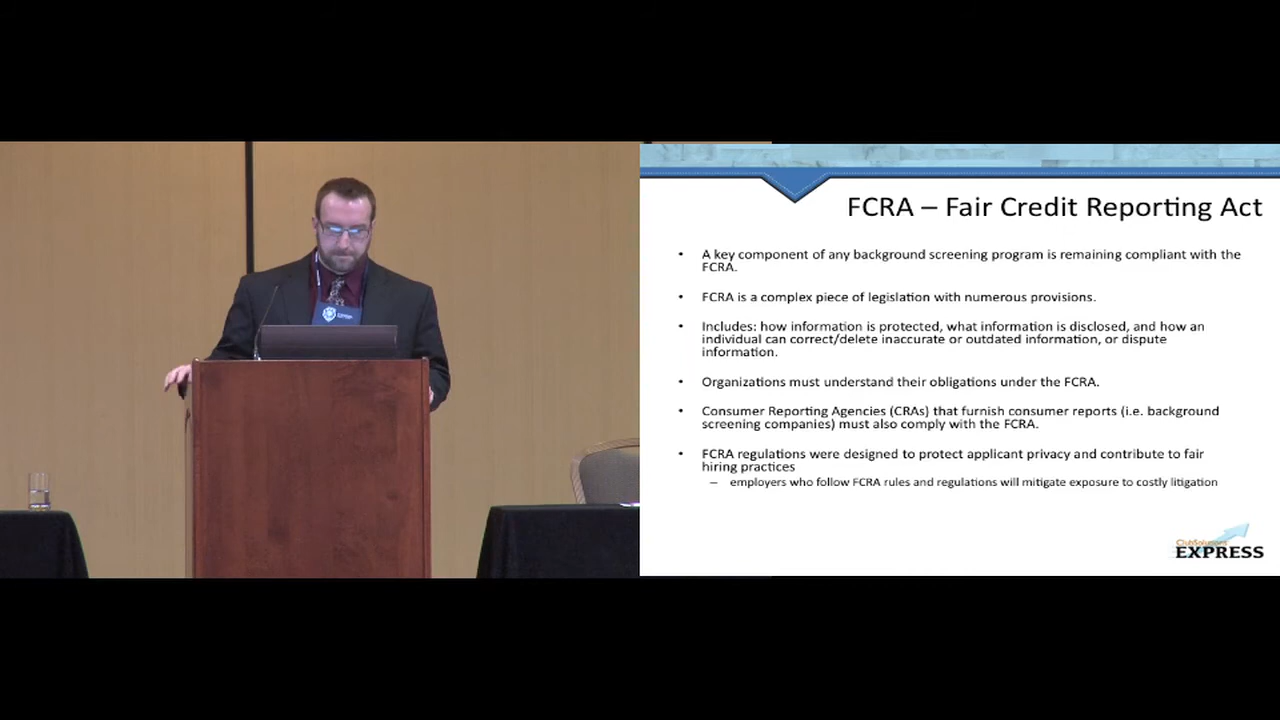 FCRA – Fair Credit Reporting Act
• A key component of any background screening program is remaining compliant with the
FCRA.
• FCRA is a complex piece of legislation with numerous provisions.
• Includes: how information is protected, what information is disclosed, and how an
individual can correct/delete inaccurate or outdated information, or dispute
information.
• Organizations must understand their obligations under the FCRA.
• Consumer Reporting Agencies (CRAs) that furnish consumer reports (i.e. background
screening companies) must also comply with the FCRA.
• FCRA regulations were designed to protect applicant privacy and contribute to fair
hiring practices
– employers who follow FCRA rules and regulations will mitigate exposure to costly litigation
ClubSolutions
EXPRESS